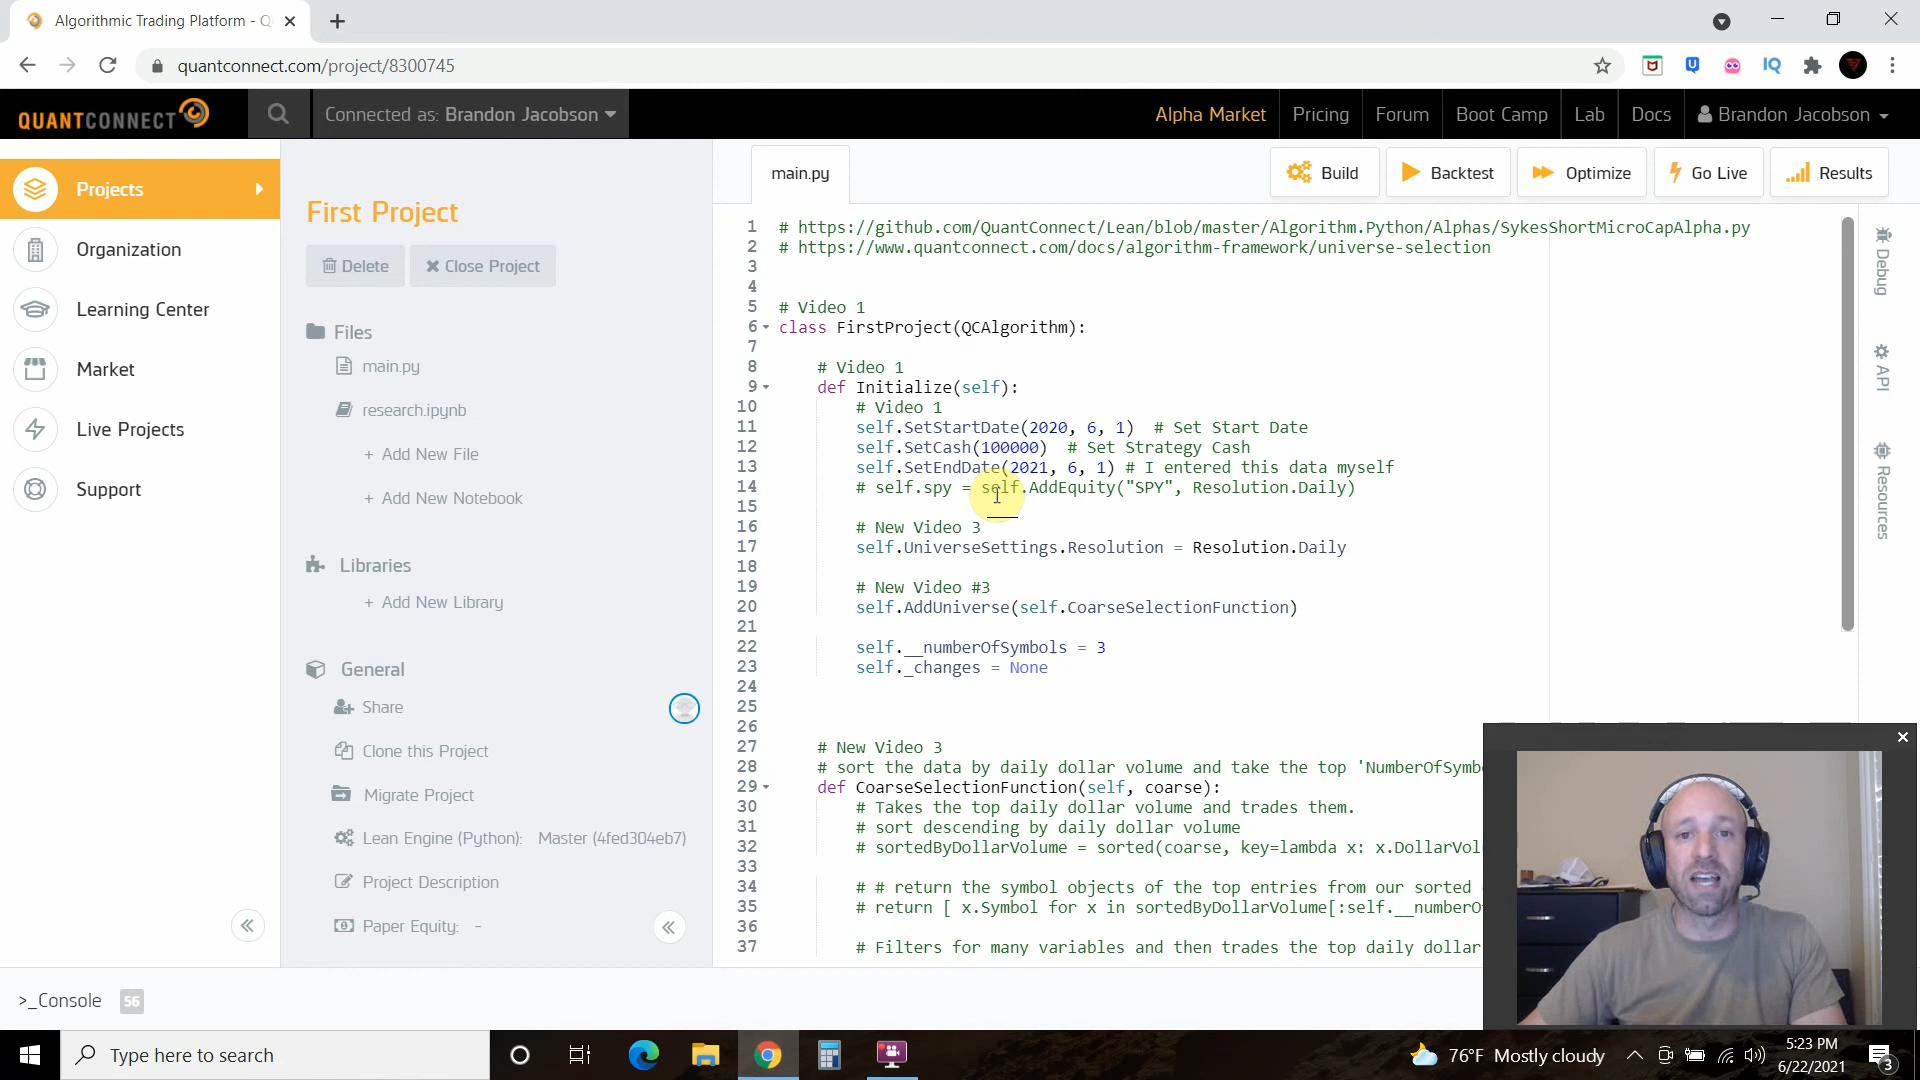 Algorithmic Trading Platform - Q
quantconnect.com/project/8300745
QUANTCONNECT
Connected as: Brandon Jacobson
Alpha Market
Pricing
Forum
Boot Camp
Lab
Docs
Brandon Jacobson
Projects
Organization
Learning Center
Market
Live Projects
Support
First Project
Delete
Close Project
Files
main.py
research.ipynb
+ Add New File
+ Add New Notebook
Libraries
+ Add New Library
General
Share
Clone this Project
Migrate Project
Lean Engine (Python): Master (4fed304eb7)
Project Description
Paper Equity: -
main.py
Build
Backtest
Optimize
Go Live
Results
1 # https://github.com/QuantConnect/Lean/blob/master/Algorithm.Python/Alphas/SykesShortMicroCapAlpha.py
2 # https://www.quantconnect.com/docs/algorithm-framework/universe-selection
3
4
5 # Video 1
6 class FirstProject(QCAlgorithm):
7
8 # Video 1
9 def Initialize(self):
10 # Video 1
11 self.SetStartDate(2020, 6, 1) # Set Start Date
12 self.SetCash(100000) # Set Strategy Cash
13 self.SetEndDate(2021, 6, 1) # I entered this data myself
14 # self.spy = self.AddEquity("SPY", Resolution.Daily)
15
16 # New Video 3
17 self.UniverseSettings.Resolution = Resolution.Daily
18
19 # New Video #3
20 self.AddUniverse(self.CoarseSelectionFunction)
21
22 self.__numberOfSymbols = 3
23 self._changes = None
24
25
26
27 # New Video 3
28 # sort the data by daily dollar volume and take the top 'NumberOfSymb
29 def CoarseSelectionFunction(self, coarse):
30 # Takes the top daily dollar volume and trades them.
31 # sort descending by daily dollar volume
32 # sortedByDollarVolume = sorted(coarse, key=lambda x: x.DollarVol
33
34 # # return the symbol objects of the top entries from our sorted
35 # return [ x.Symbol for x in sortedByDollarVolume[:self.__numberO
36
37 # Filters for many variables and then trades the top daily dollar
Debug
API
Resources
>_Console 56
Type here to search
76°F Mostly cloudy
5:23 PM
6/22/2021
3